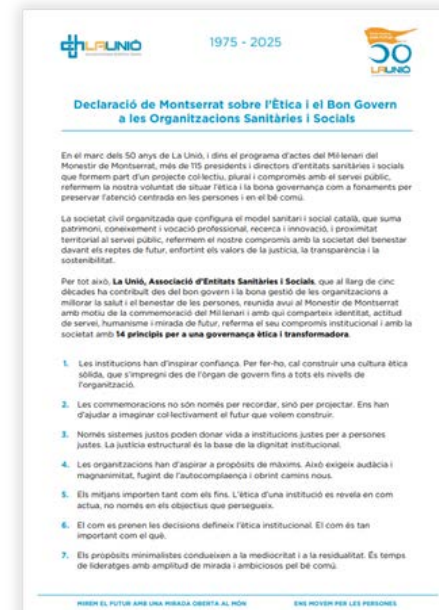 LAUNIÓ
1975 - 2025
50
LAUNIÓ
Declaració de Montserrat sobre l'Ètica i el Bon Govern
a les Organitzacions Sanitàries i Socials
En el marc dels 50 anys de La Unió, i dins el programa d'actes del Mil·lenari del
Monestir de Montserrat, més de 115 presidents i directors d'entitats sanitàries i socials
que formem part d'un projecte col·lectiu, plural i compromès amb el servei públic,
refermem la nostra voluntat de situar l'ètica i la bona governança com a fonaments per
preservar l'atenció centrada en les persones i en el bé comú.
La societat civil organitzada que configura el model sanitari i social català, que suma
patrimoni, coneixement i vocació professional, recerca i innovació, i proximitat
territorial al servei públic, refermem el nostre compromís amb la societat del benestar
davant els reptes de futur, enfortint els valors de la justícia, la transparència i la
sostenibilitat.
Per tot això, La Unió, Associació d'Entitats Sanitàries i Socials, que al llarg de cinc
dècades ha contribuït des del bon govern i la bona gestió de les organitzacions a
millorar la salut i el benestar de les persones, reunida avui al Monestir de Montserrat
amb motiu de la commemoració del Mil·lenari i amb qui comparteix identitat, actitud
de servei, humanisme i mirada de futur, referma el seu compromís institucional i amb la
societat amb 14 principis per a una governança ètica i transformadora.
1. Les institucions han d'inspirar confiança. Per fer-ho, cal construir una cultura ètica
sòlida, que s'impregni des de l'òrgan de govern fins a tots els nivells de
l'organització.
2. Les commemoracions no són només per recordar, sinó per projectar. Ens han
d'ajudar a imaginar col·lectivament el futur que volem construir.
3. Només sistemes justos poden donar vida a institucions justes per a persones
justes. La justícia estructural és la base de la dignitat institucional.
4. Les organitzacions han d'aspirar a propòsits de màxims. Això exigeix audàcia i
magnanimitat, fugint de l'autocomplaença i obrint camins nous.
5. Els mitjans importen tant com els fins. L'ètica d'una institució es revela en com
actua, no només en els objectius que persegueix.
6. El com es prenen les decisions defineix l'ètica institucional. El com és tan
important com el què.
7. Els propòsits minimalistes condueixen a la mediocritat i a la residualitat. És temps
de lideratges amb amplitud de mirada i ambiciosos pel bé comú.
MIREM EL FUTUR AMB UNA MIRADA OBERTA AL MÓN
ENS MOVEM PER LES PERSONES